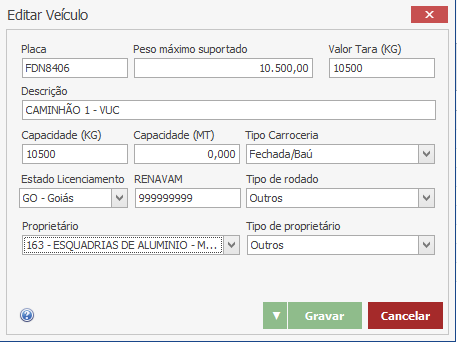 Editar Veículo
Placa Peso máximo suportado Valor Tara (KG)
FDN8406 10.500,00 10500
Descrição
CAMINHÃO 1 - VUC
Capacidade (KG) Capacidade (MT) Tipo Carroceria
10500 0,000 Fechada/Baú
Estado Licenciamento RENAVAM Tipo de rodado
GO - Goiás 999999999 Outros
Proprietário Tipo de proprietário
163 - ESQUADRIAS DE ALUMINIO - M... Outros
Gravar Cancelar